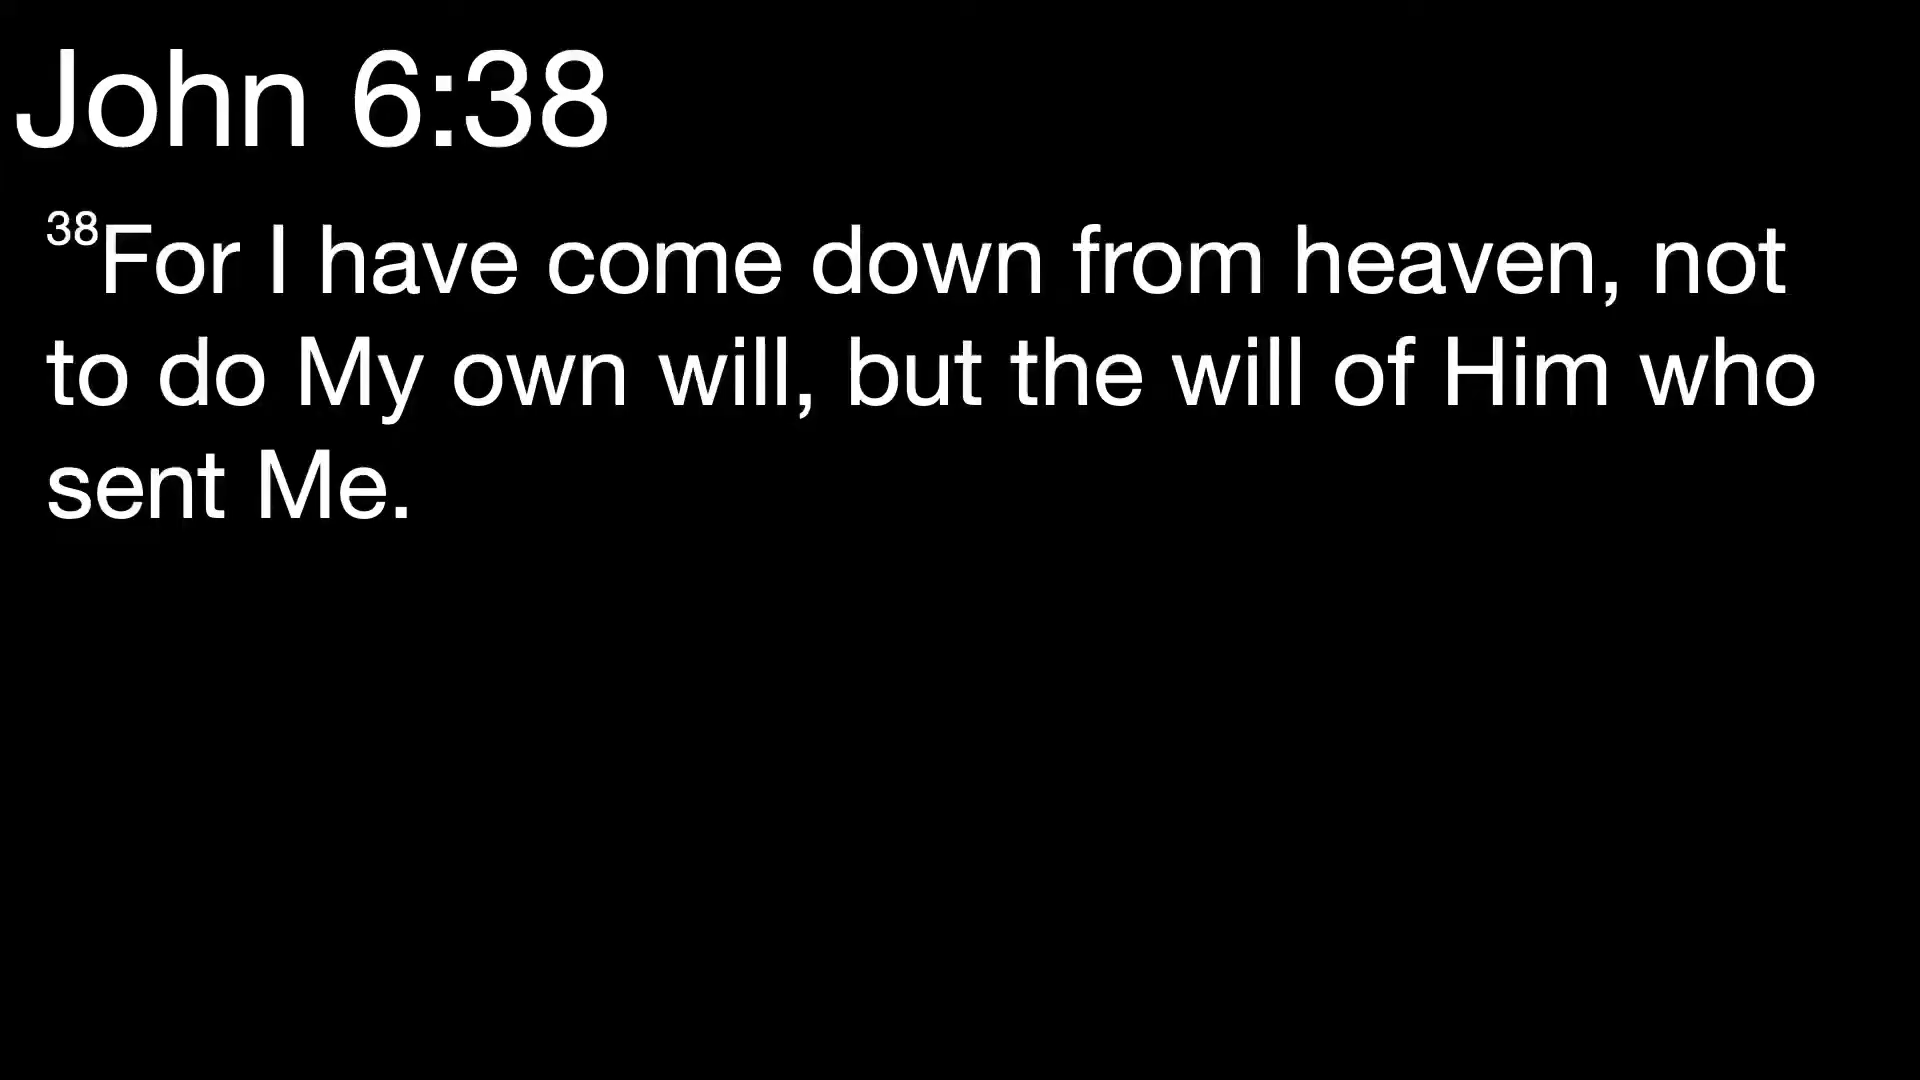 John 6:38
38For I have come down from heaven, not
to do My own will, but the will of Him who
sent Me.